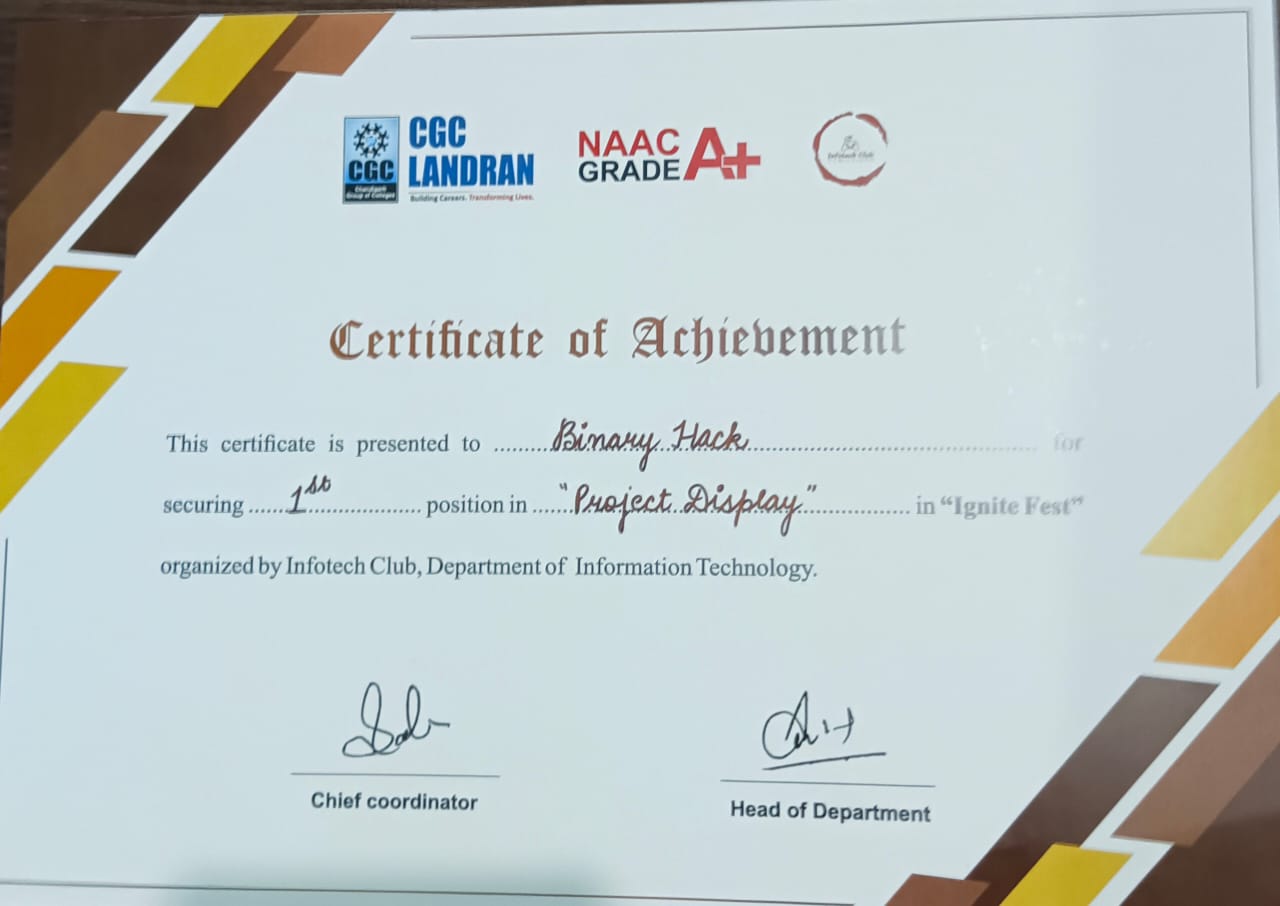 CGC
LANDRAN
CGC
Chandigarh
Group of Colleges
Building Careers. Transforming Lives.
NAAC
GRADE A+
Infotech Club
Certificate of Achievement
This certificate is presented to ........Binary Hack.................................................... for
securing ......1st................ position in ......."Project Display"................. in “Ignite Fest”
organized by Infotech Club, Department of Information Technology.
Chief coordinator
Head of Department